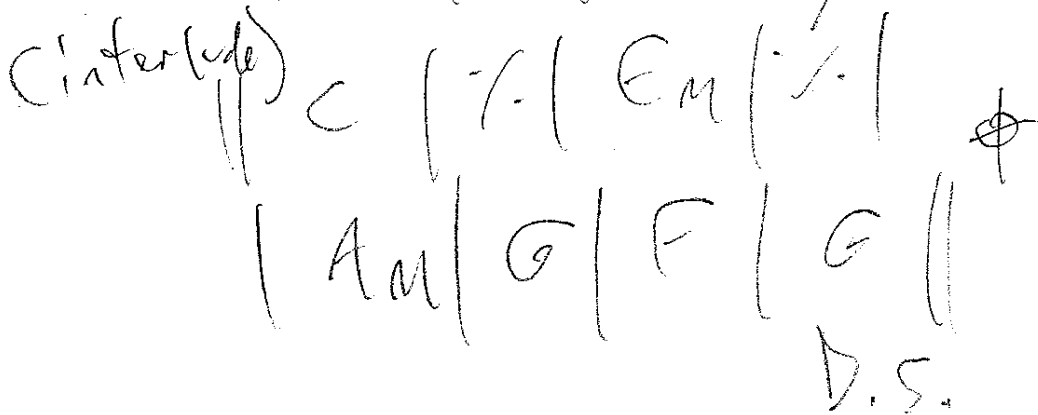 (interlude)
|| C | ٪ | Em | ٪ | 𝄌
| Am | G | F | G ||
D.S.